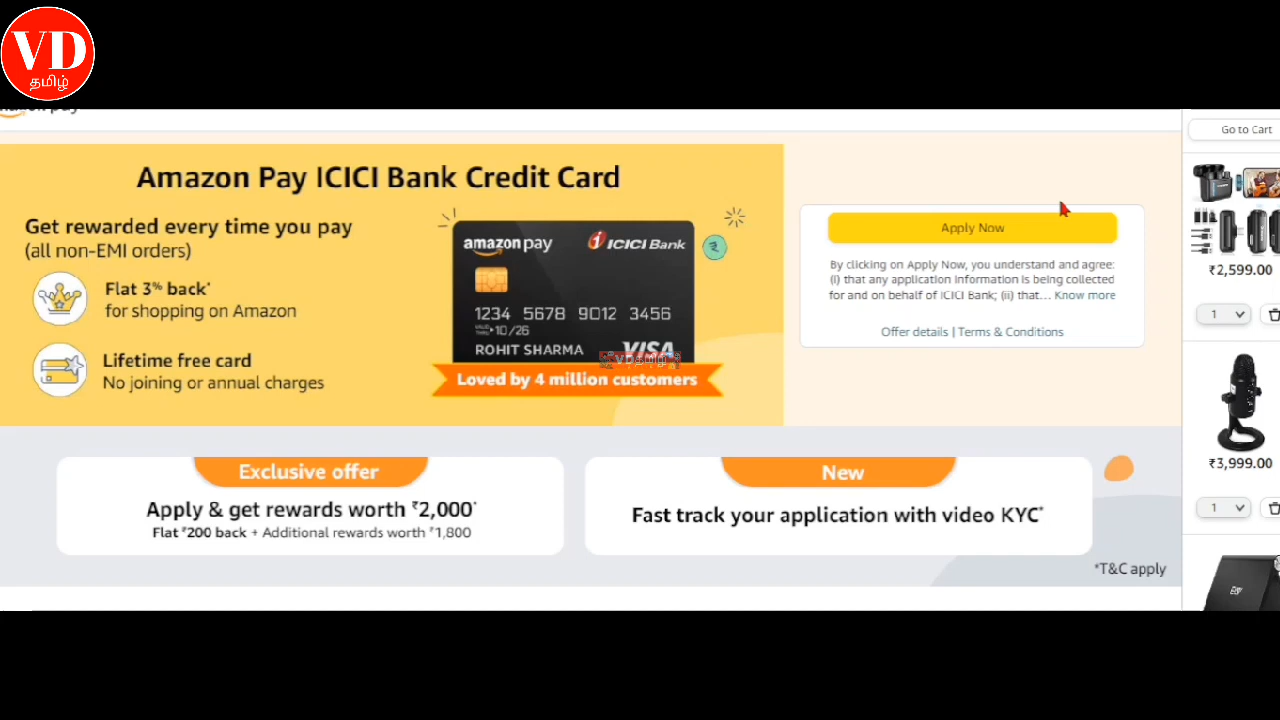 VD
தமிழ்
Go to Cart
Amazon Pay ICICI Bank Credit Card
Get rewarded every time you pay
(all non-EMI orders)
Flat 3% back*
for shopping on Amazon
Lifetime free card
No joining or annual charges
amazon pay
ICICI Bank
1234 5678 9012 3456
VALID THRU ▶10/26
ROHIT SHARMA
VISA
VDதமிழ்
Loved by 4 million customers
Apply Now
By clicking on Apply Now, you understand and agree:
(i) that any application information is being collected
for and on behalf of ICICI Bank; (ii) that... Know more
Offer details | Terms & Conditions
₹2,599.00
1
₹3,999.00
1
Exclusive offer
Apply & get rewards worth ₹2,000*
Flat ₹200 back + Additional rewards worth ₹1,800
New
Fast track your application with video KYC*
*T&C apply